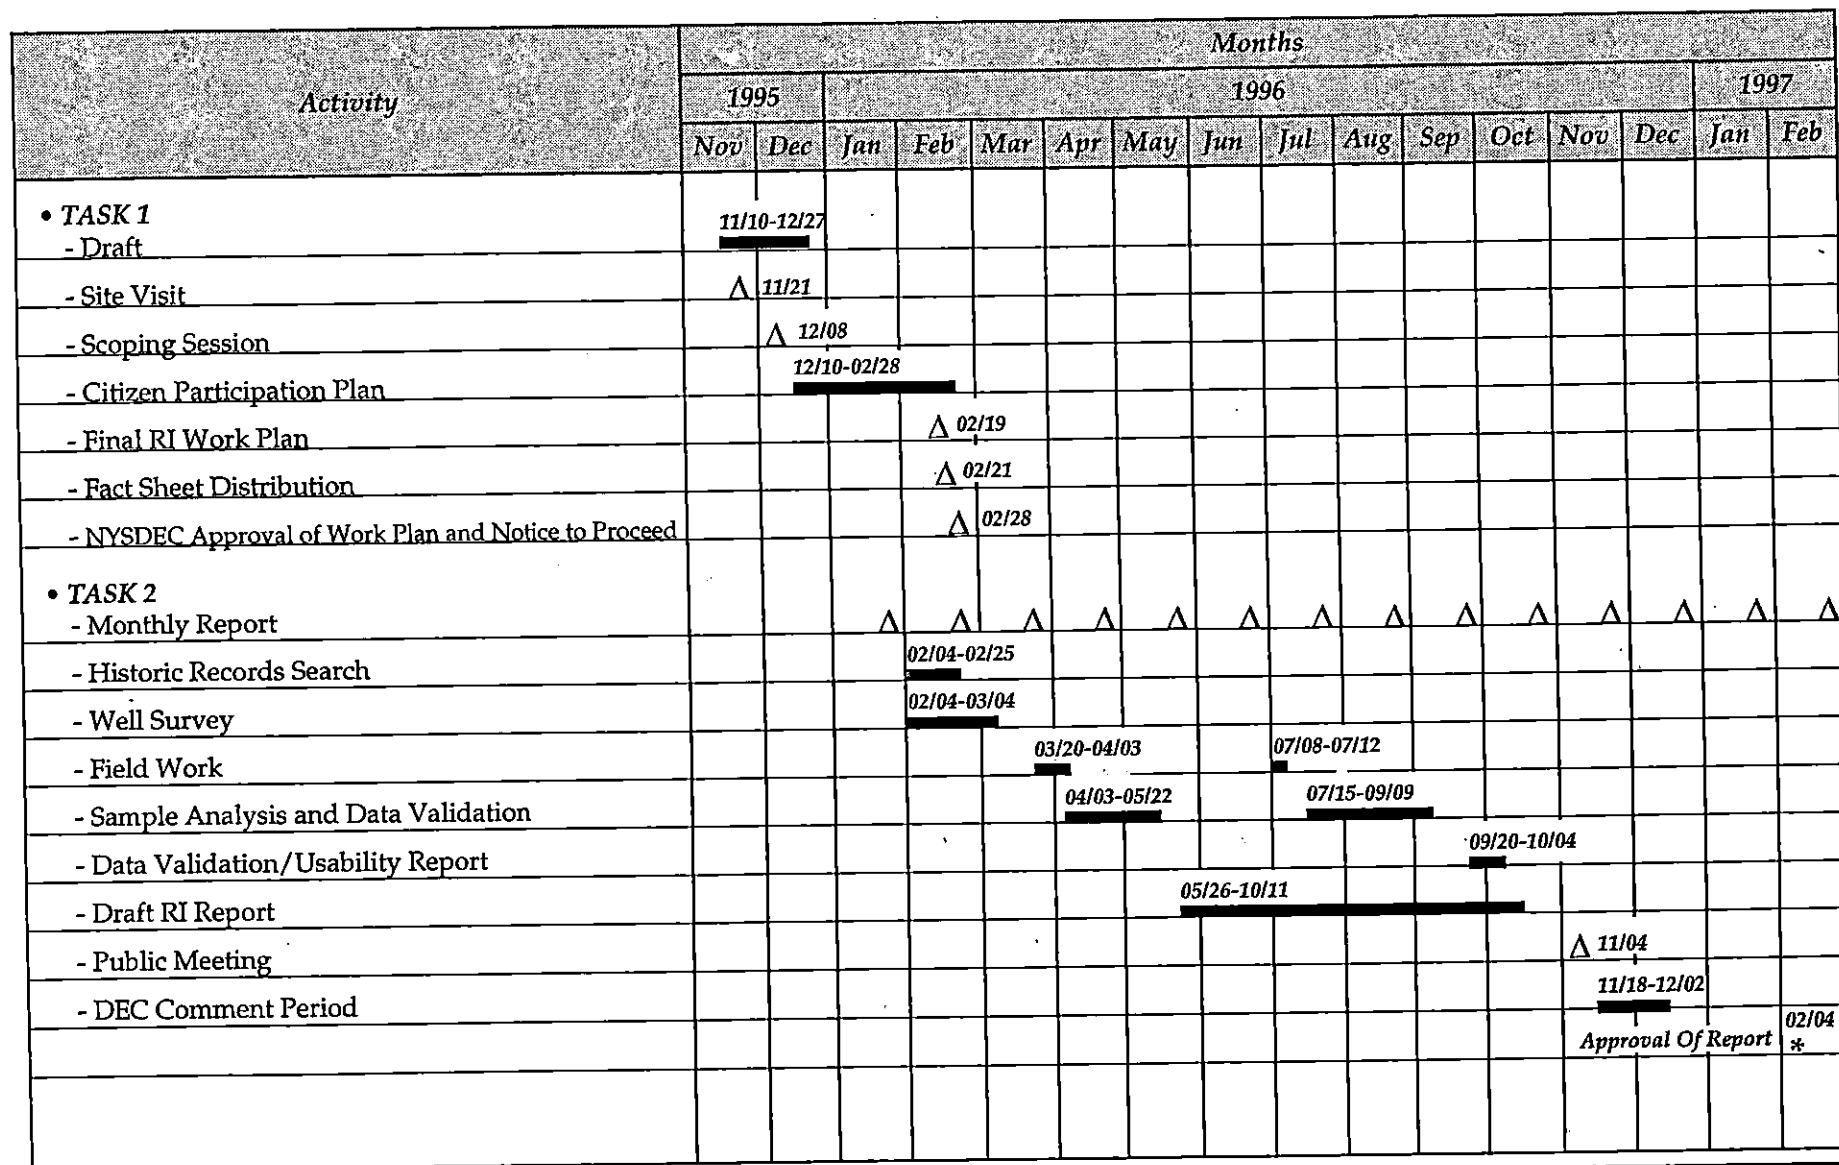 Months
Activity
1995 1996 1997
Nov Dec Jan Feb Mar Apr May Jun Jul Aug Sep Oct Nov Dec Jan Feb
• TASK 1
11/10-12/27
- Draft
- Site Visit 11/21
- Scoping Session 12/08
12/10-02/28
- Citizen Participation Plan
- Final RI Work Plan 02/19
- Fact Sheet Distribution 02/21
- NYSDEC Approval of Work Plan and Notice to Proceed 02/28
• TASK 2
- Monthly Report
02/04-02/25
- Historic Records Search
02/04-03/04
- Well Survey
03/20-04/03 07/08-07/12
- Field Work
04/03-05/22 07/15-09/09
- Sample Analysis and Data Validation
09/20-10/04
- Data Validation/Usability Report
05/26-10/11
- Draft RI Report
- Public Meeting 11/04
11/18-12/02
- DEC Comment Period
02/04
Approval Of Report *